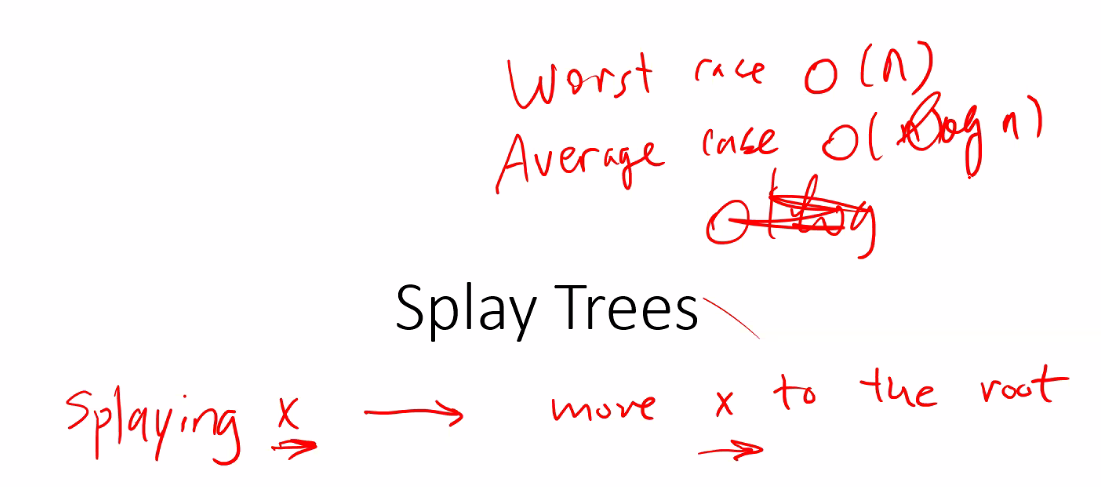 Worst case O(n)
Average case O(log n)
Splay Trees
Splaying x → move x to the root